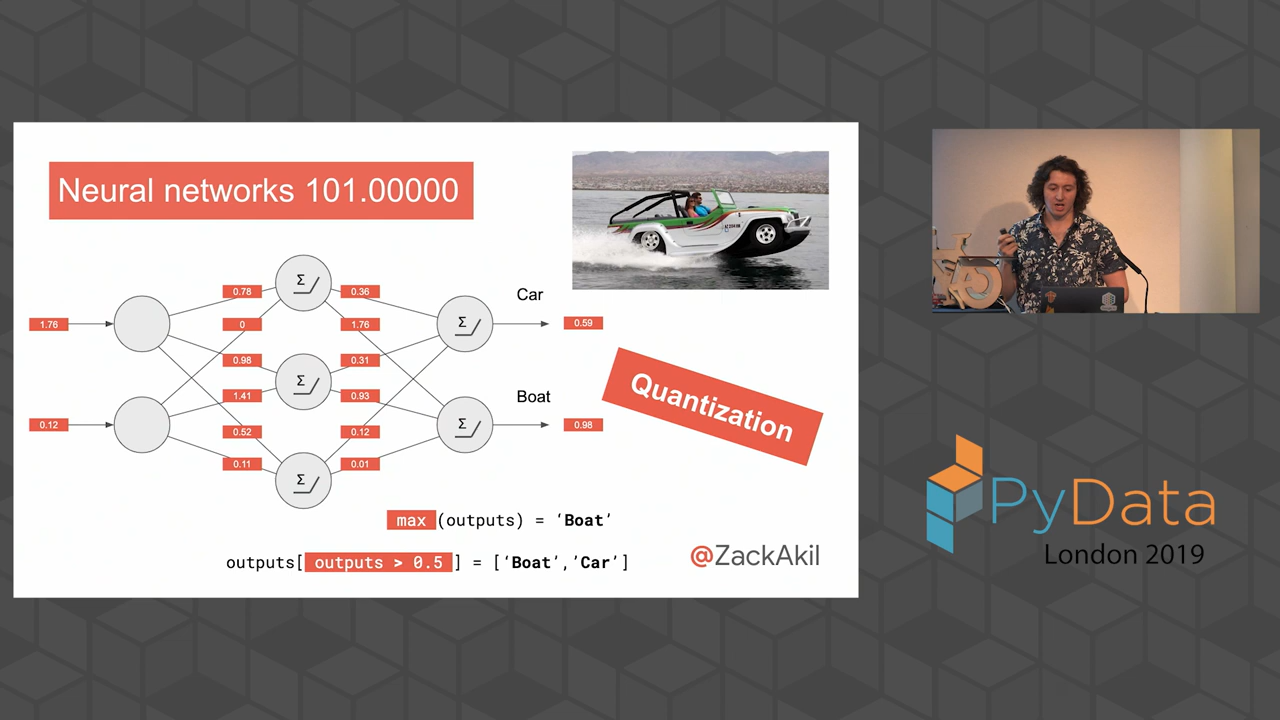 Neural networks 101.00000
Car
Boat
1.76
0.12
0.78
0
0.98
1.41
0.52
0.11
Σ
Σ
Σ
0.36
1.76
0.31
0.93
0.12
0.01
Σ
Σ
0.59
0.98
Quantization
max(outputs) = ‘Boat’
outputs[outputs > 0.5] = [‘Boat’,’Car’]
@ZackAkil
PyData
London 2019